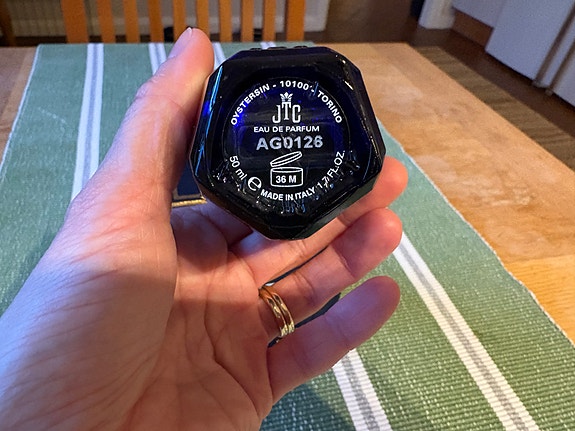 OYSTERSIN - 10100 - TORINO
JTC
EAU DE PARFUM
AG0126
36 M
50 ml e 1.7 FL.OZ.
MADE IN ITALY